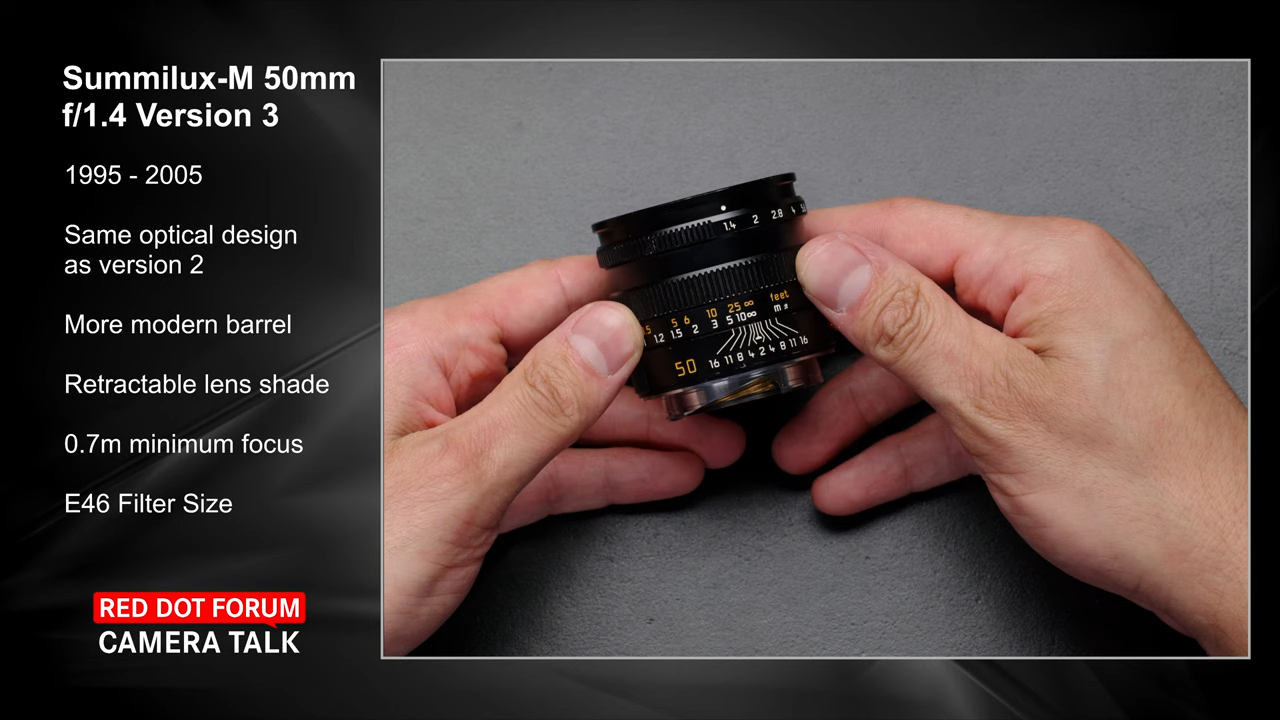 Summilux-M 50mm
f/1.4 Version 3
1995 - 2005
Same optical design
as version 2
More modern barrel
Retractable lens shade
0.7m minimum focus
E46 Filter Size
RED DOT FORUM
CAMERA TALK
1.4 2 2.8 4
5 6 10 25 ∞ feet
1.2 1.5 2 3 5 10 ∞ m
50 16 11 8 4 2 4 8 11 16